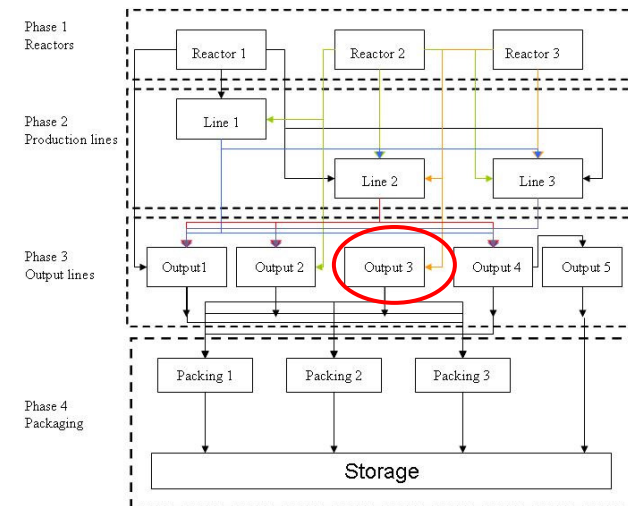 Phase 1
Reactors
Reactor 1
Reactor 2
Reactor 3
Phase 2
Production lines
Line 1
Line 2
Line 3
Phase 3
Output lines
Output1
Output 2
Output 3
Output 4
Output 5
Phase 4
Packaging
Packing 1
Packing 2
Packing 3
Storage